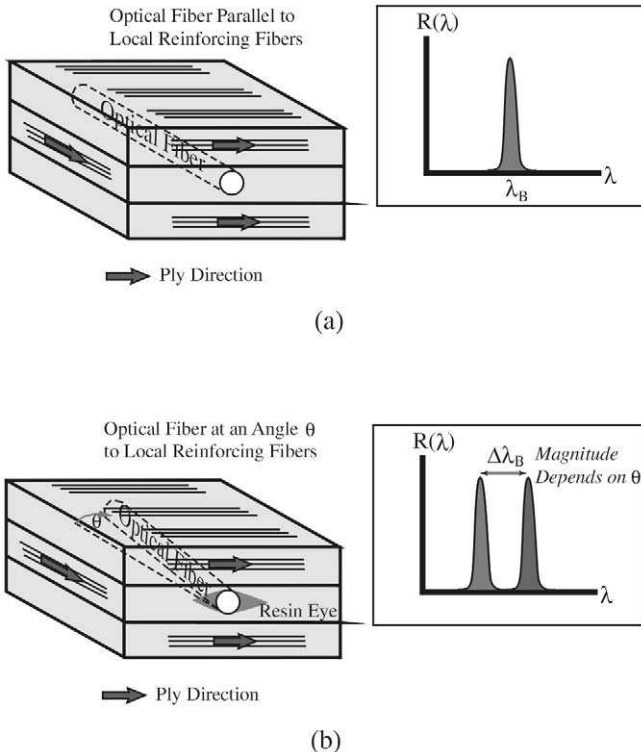 Optical Fiber Parallel to
Local Reinforcing Fibers
Optical Fiber
Ply Direction
R(λ)
λ
λB
(a)
Optical Fiber at an Angle θ
to Local Reinforcing Fibers
θ
Optical Fiber
Resin Eye
Ply Direction
R(λ)
ΔλB
Magnitude
Depends on θ
λ
(b)